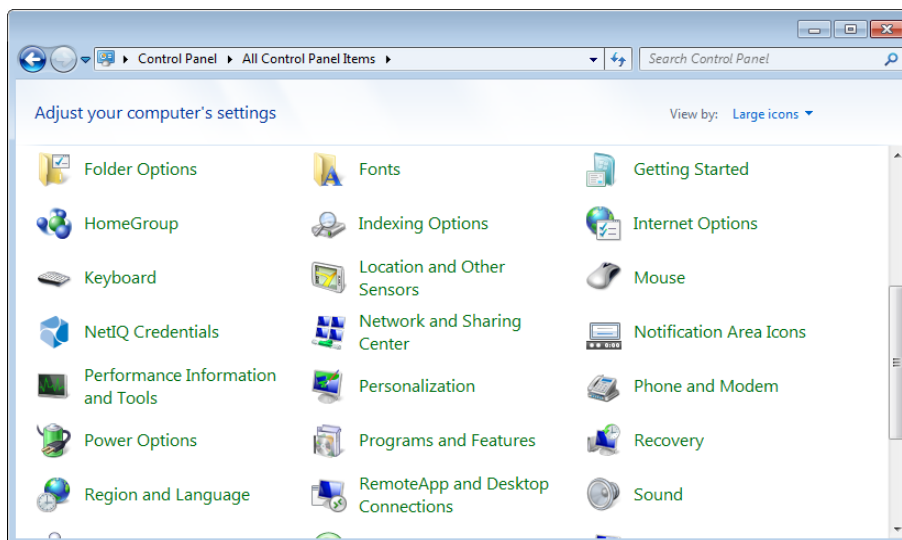 Control Panel All Control Panel Items Search Control Panel
Adjust your computer's settings View by: Large icons
Folder Options Fonts Getting Started
HomeGroup Indexing Options Internet Options
Keyboard Location and Other Sensors Mouse
NetIQ Credentials Network and Sharing Center Notification Area Icons
Performance Information and Tools Personalization Phone and Modem
Power Options Programs and Features Recovery
Region and Language RemoteApp and Desktop Connections Sound